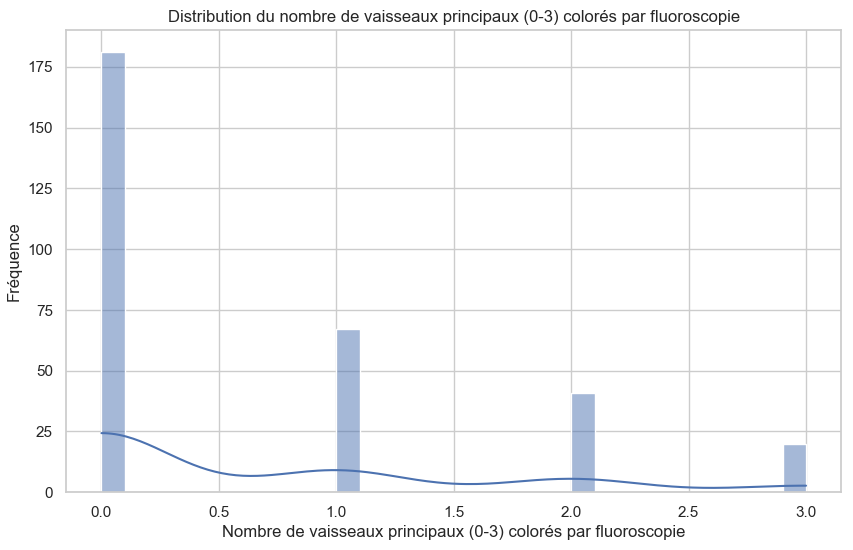 Distribution du nombre de vaisseaux principaux (0-3) colorés par fluoroscopie
175
150
125
100
75
50
25
0
Fréquence
0.0 0.5 1.0 1.5 2.0 2.5 3.0
Nombre de vaisseaux principaux (0-3) colorés par fluoroscopie